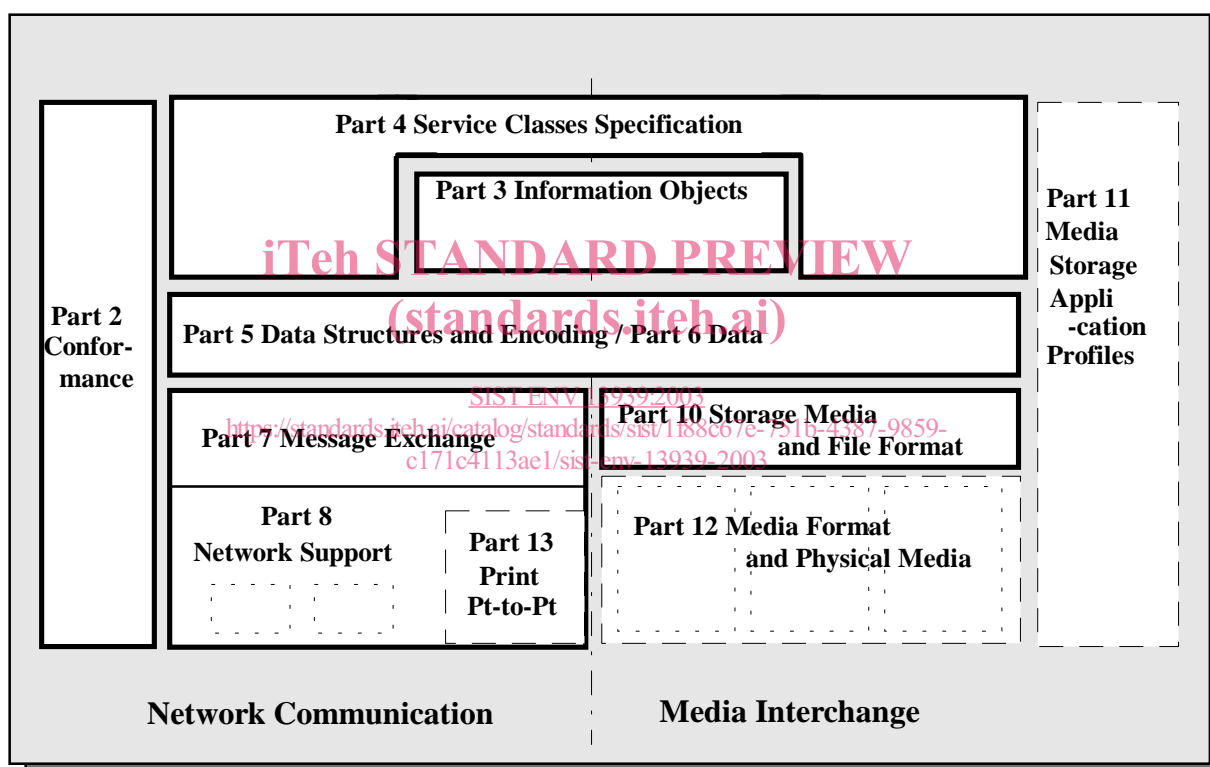 Part 4 Service Classes Specification
Part 3 Information Objects
Part 11
Media
Storage
Appli
-cation
Profiles
iTeh STANDARD PREVIEW
(standards.iteh.ai)
Part 2
Confor-
mance
Part 5 Data Structures and Encoding / Part 6 Data
SIST ENV 13939:2003
https://standards.iteh.ai/catalog/standards/sist/1f88c67e-751b-4387-9859-
c171c4113ae1/sist-env-13939-2003
Part 7 Message Exchange
Part 10 Storage Media
and File Format
Part 8
Network Support
Part 13
Print
Pt-to-Pt
Part 12 Media Format
and Physical Media
Network Communication
Media Interchange